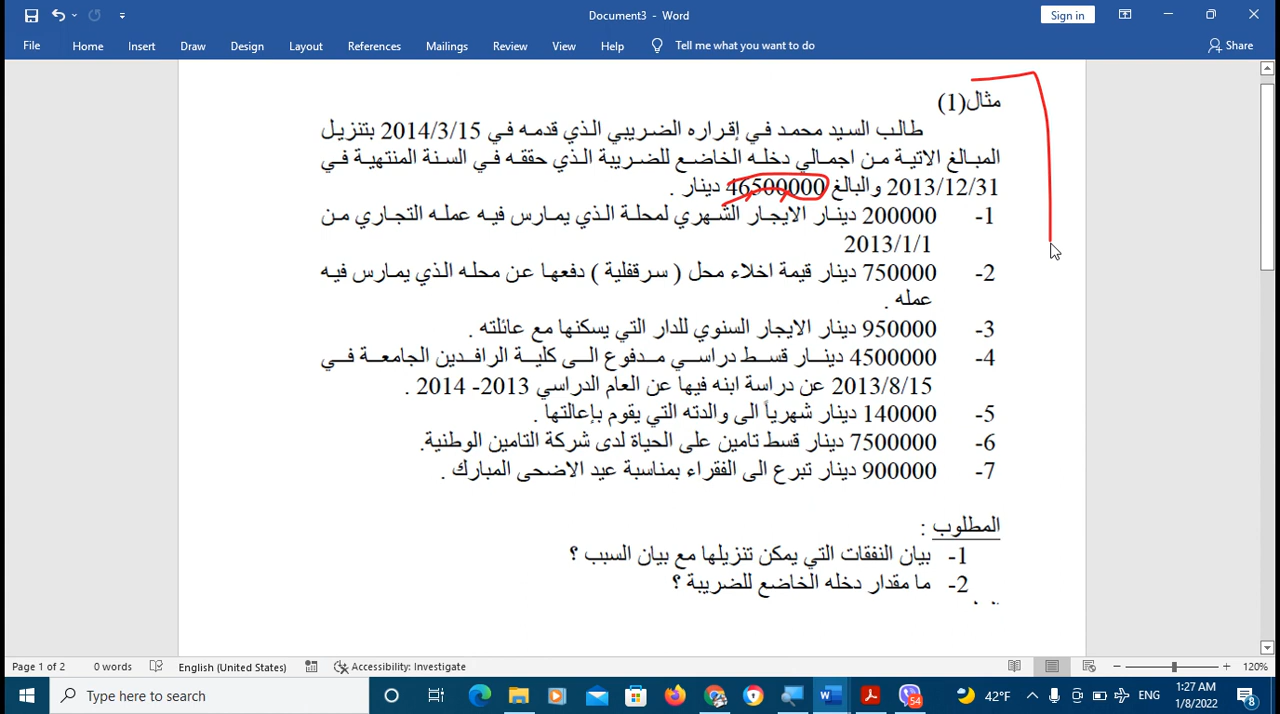 Document3 - Word
Sign in
File Home Insert Draw Design Layout References Mailings Review View Help Tell me what you want to do Share
مثال(1)
طالب السيد محمد في إقراره الضريبي الذي قدمه في 2014/3/15 بتنزيل
المبالغ الاتية من اجمالي دخله الخاضع للضريبة الذي حققه في السنة المنتهية في
2013/12/31 والبالغ 46500000 دينار .
1- 200000 دينار الايجار الشهري لمحلة الذي يمارس فيه عمله التجاري من
2013/1/1
2- 750000 دينار قيمة اخلاء محل ( سرقفلية ) دفعها عن محله الذي يمارس فيه
عمله .
3- 950000 دينار الايجار السنوي للدار التي يسكنها مع عائلته .
4- 4500000 دينار قسط دراسي مدفوع الى كلية الرافدين الجامعة في
2013/8/15 عن دراسة ابنه فيها عن العام الدراسي 2013- 2014 .
5- 140000 دينار شهرياً الى والدته التي يقوم بإعالتها .
6- 7500000 دينار قسط تامين على الحياة لدى شركة التامين الوطنية.
7- 900000 دينار تبرع الى الفقراء بمناسبة عيد الاضحى المبارك .
المطلوب :
1- بيان النفقات التي يمكن تنزيلها مع بيان السبب ؟
2- ما مقدار دخله الخاضع للضريبة ؟
Page 1 of 2 0 words English (United States) Accessibility: Investigate 120%
Type here to search
54
42°F
ENG
1:27 AM
1/8/2022
8